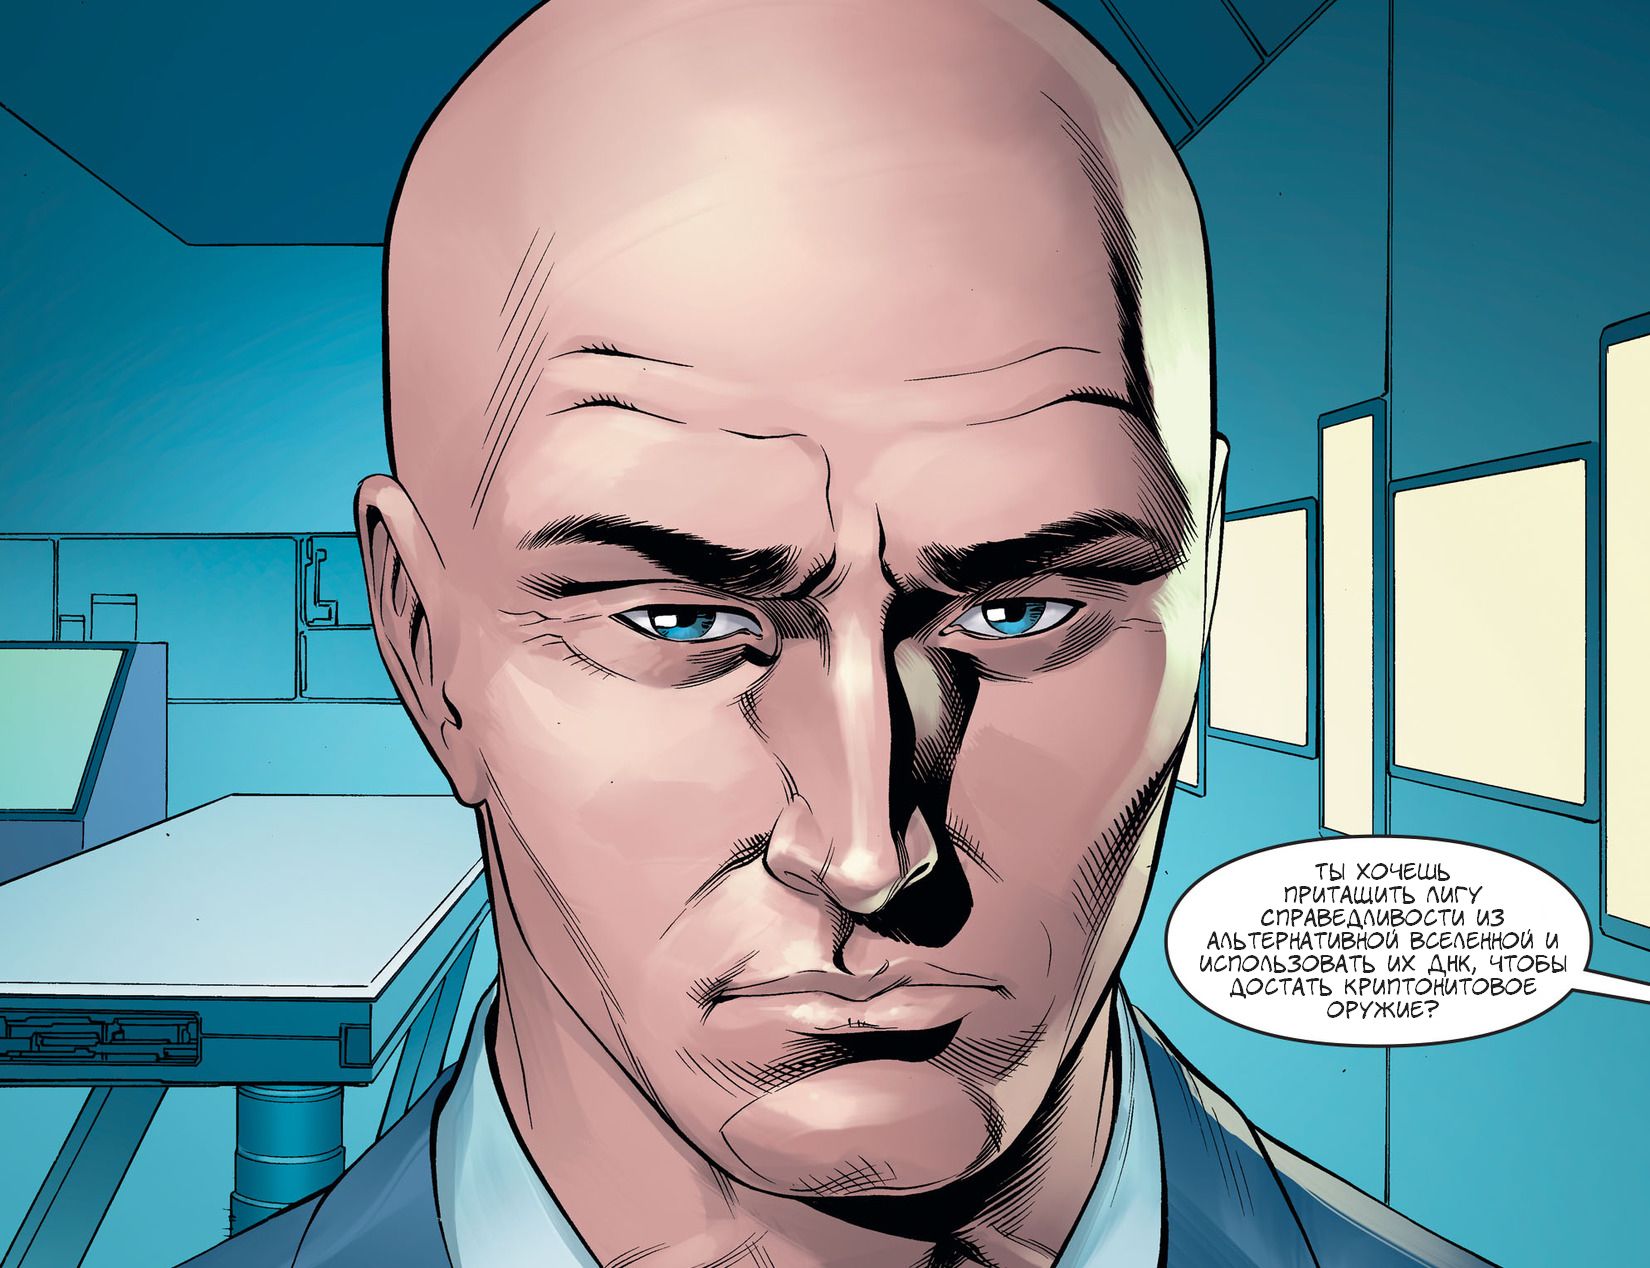 ТЫ ХОЧЕШЬ
ПРИТАЩИТЬ ЛИГУ
СПРАВЕДЛИВОСТИ ИЗ
АЛЬТЕРНАТИВНОЙ ВСЕЛЕННОЙ И
ИСПОЛЬЗОВАТЬ ИХ ДНК, ЧТОБЫ
ДОСТАТЬ КРИПТОНИТОВОЕ
ОРУЖИЕ?